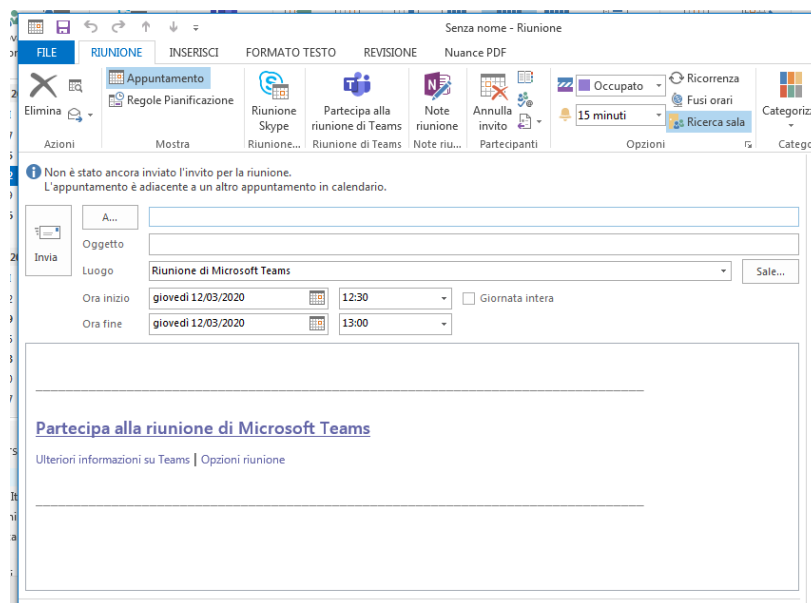 Senza nome - Riunione
FILE RIUNIONE INSERISCI FORMATO TESTO REVISIONE Nuance PDF
Elimina
Appuntamento
Regole Pianificazione
Riunione
Skype
Partecipa alla
riunione di Teams
Note
riunione
Annulla
invito
Occupato
15 minuti
Ricorrenza
Fusi orari
Ricerca sala
Categoriz
Azioni Mostra Riunione... Riunione di Teams Note riu... Partecipanti Opzioni Categ
Non è stato ancora inviato l'invito per la riunione.
L'appuntamento è adiacente a un altro appuntamento in calendario.
Invia
A...
Oggetto
Luogo Riunione di Microsoft Teams Sale...
Ora inizio giovedì 12/03/2020 12:30 Giornata intera
Ora fine giovedì 12/03/2020 13:00
Partecipa alla riunione di Microsoft Teams
Ulteriori informazioni su Teams | Opzioni riunione